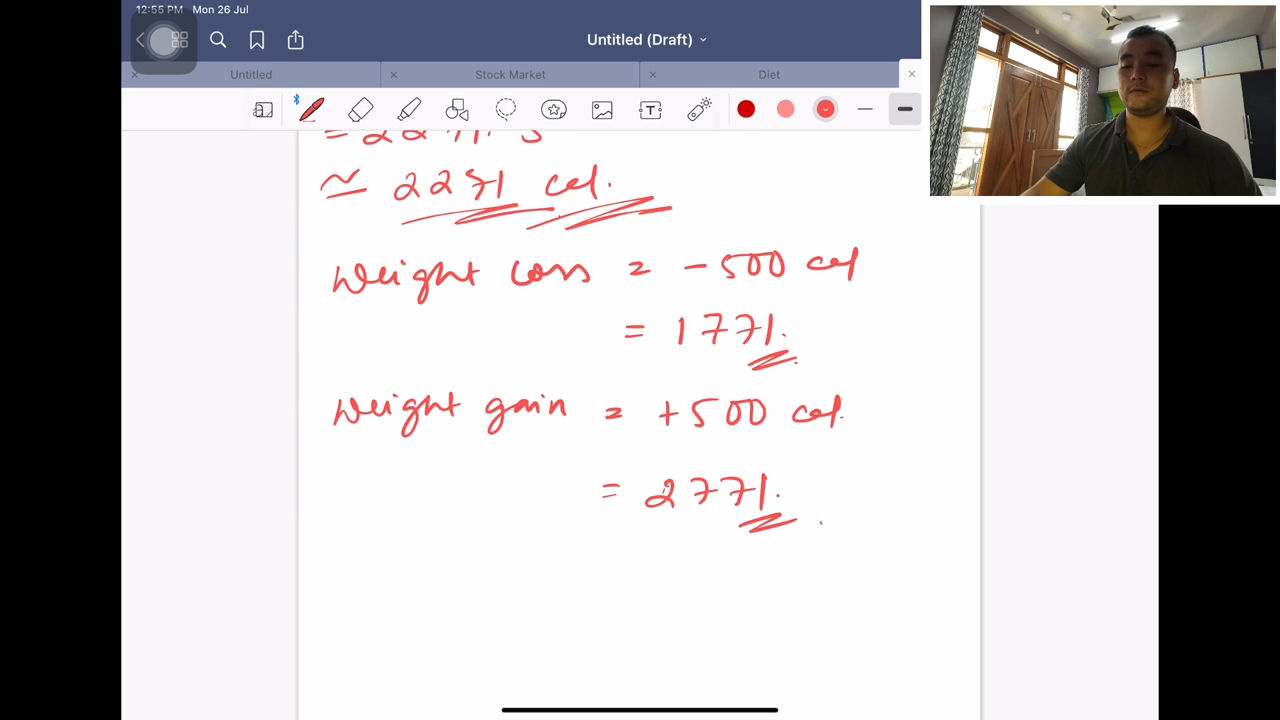 12:55 PM Mon 26 Jul
Untitled (Draft)
Untitled
Stock Market
Diet
T
≅ 2271 cal.
Weight loss = - 500 cal
= 1771.
Weight gain = + 500 cal.
= 2771.